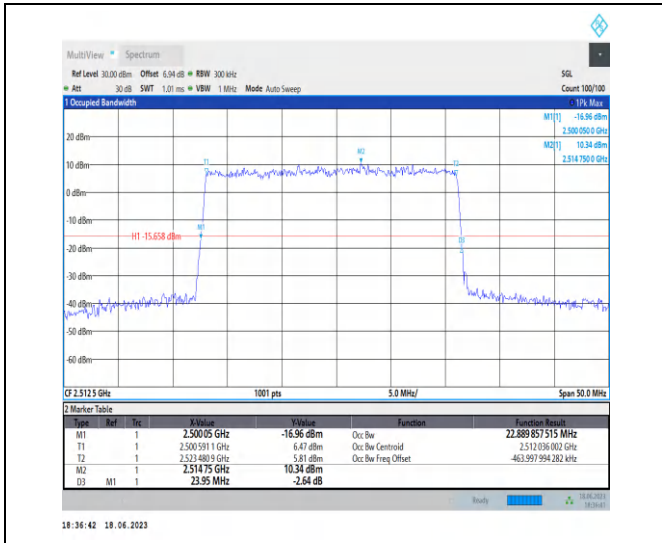 MultiView Spectrum
Ref Level 30.00 dBm Offset 6.94 dB RBW 300 kHz SGL
Att 30 dB SWT 1.01 ms VBW 1 MHz Mode Auto Sweep Count 100/100
1 Occupied Bandwidth 1Pk Max
M1[1] -16.96 dBm
2.500 050 0 GHz
M2[1] 10.34 dBm
2.514 750 0 GHz
20 dBm
M2
T1 T2
10 dBm
0 dBm
-10 dBm
M1
H1 -15.658 dBm
D3
-20 dBm
-30 dBm
-40 dBm
-50 dBm
-60 dBm
CF 2.512 5 GHz 1001 pts 5.0 MHz/ Span 50.0 MHz
2 Marker Table
Type Ref Trc X-Value Y-Value Function Function Result
M1 1 2.500 05 GHz -16.96 dBm Occ Bw 22.889 857 515 MHz
T1 1 2.500 591 1 GHz 6.47 dBm Occ Bw Centroid 2.512 036 002 GHz
T2 1 2.523 480 9 GHz 5.81 dBm Occ Bw Freq Offset -463.997 994 282 kHz
M2 1 2.514 75 GHz 10.34 dBm
D3 M1 1 23.95 MHz -2.64 dB
Ready 18.06.2023
18:36:41
18:36:42 18.06.2023